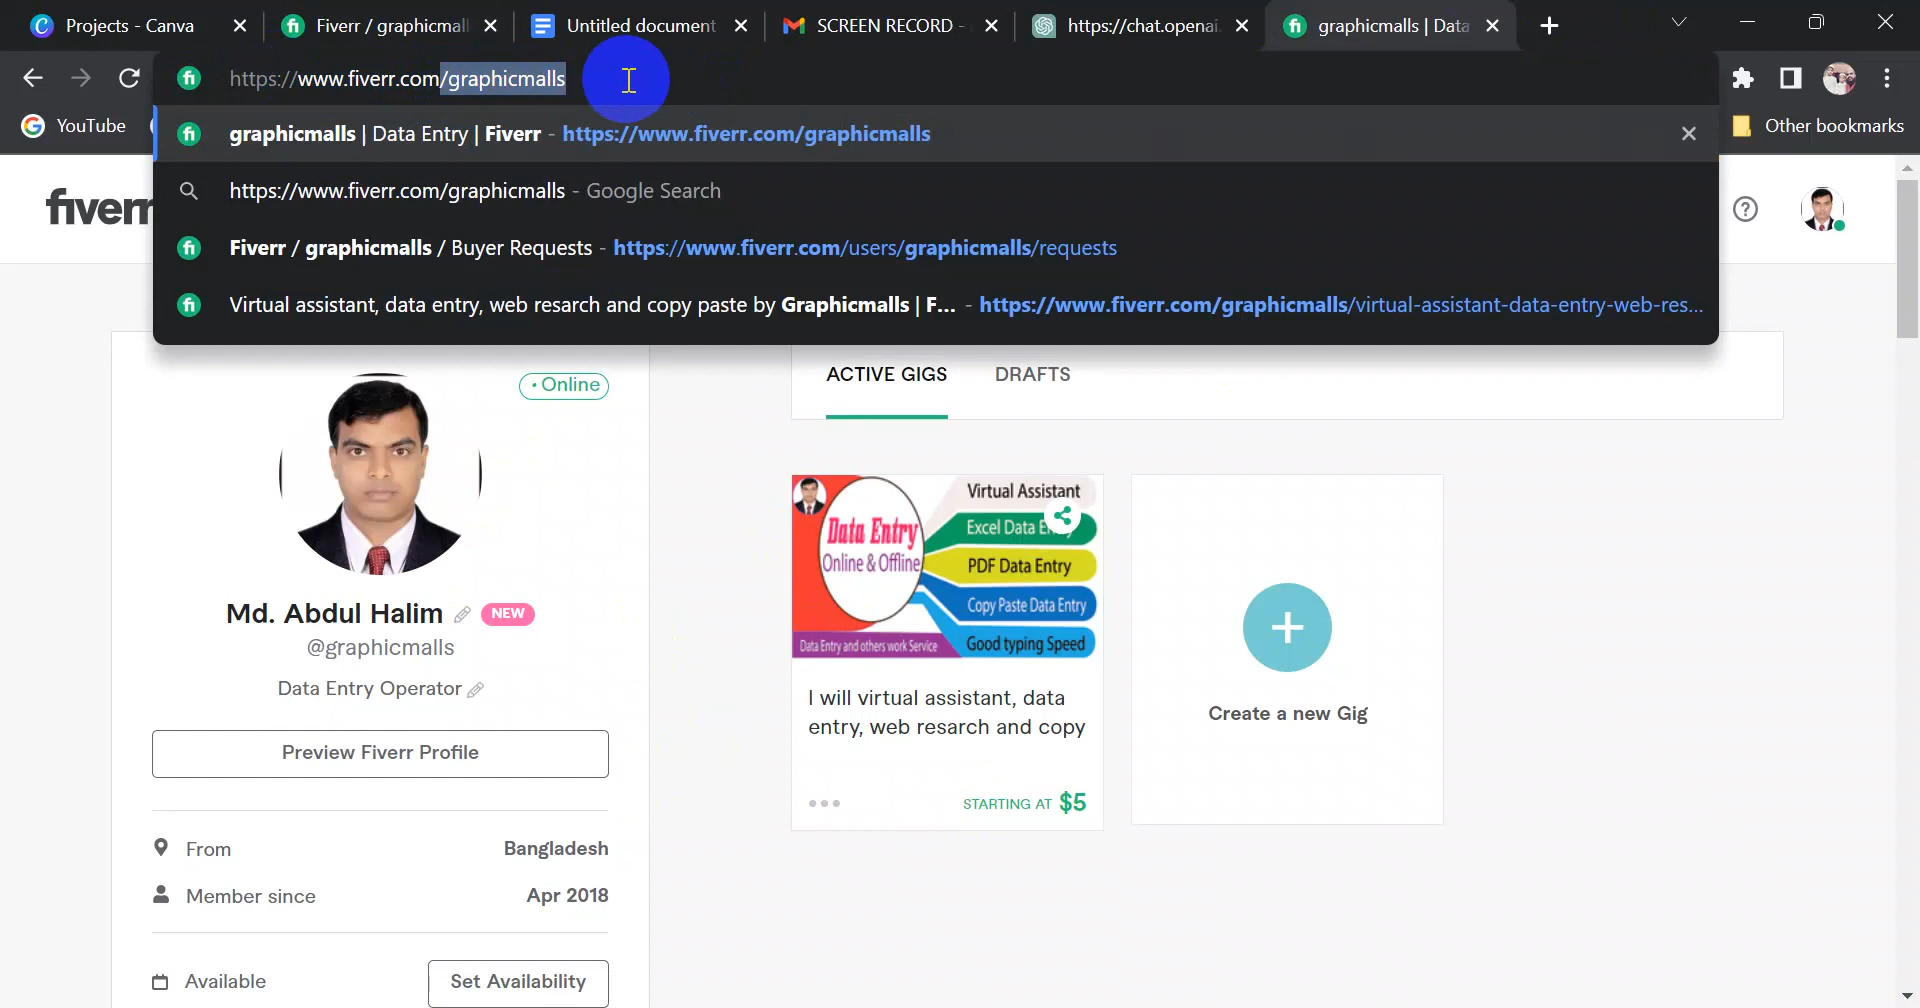 Projects - Canva
Fiverr / graphicmall
Untitled document
SCREEN RECORD -
https://chat.openai.
graphicmalls | Data
https://www.fiverr.com/graphicmalls
YouTube
Other bookmarks
graphicmalls | Data Entry | Fiverr - https://www.fiverr.com/graphicmalls
https://www.fiverr.com/graphicmalls - Google Search
Fiverr / graphicmalls / Buyer Requests - https://www.fiverr.com/users/graphicmalls/requests
Virtual assistant, data entry, web resarch and copy paste by Graphicmalls | F... - https://www.fiverr.com/graphicmalls/virtual-assistant-data-entry-web-res...
fiverr
Online
ACTIVE GIGS
DRAFTS
Md. Abdul Halim
NEW
@graphicmalls
Data Entry Operator
Preview Fiverr Profile
From
Bangladesh
Member since
Apr 2018
Available
Set Availability
Data Entry
Online & Offline
Virtual Assistant
Excel Data E
PDF Data Entry
Copy Paste Data Entry
Good typing Speed
Data Entry and others work Service
I will virtual assistant, data
entry, web resarch and copy
STARTING AT $5
Create a new Gig